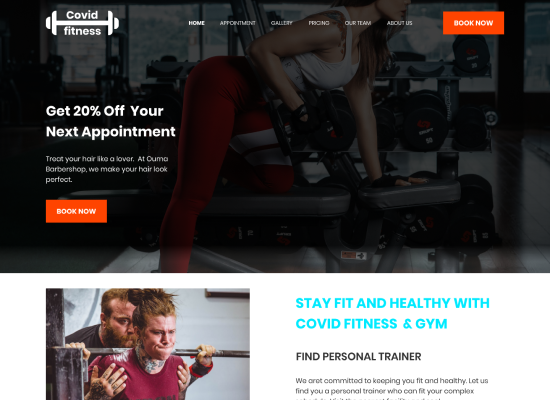 Covid
fitness
HOME APPOINTMENT GALLERY PRICING OUR TEAM ABOUT US BOOK NOW
Get 20% Off Your
Next Appointment
Treat your hair like a lover. At Ouma
Barbershop, we make your hair look
perfect.
BOOK NOW
STAY FIT AND HEALTHY WITH
COVID FITNESS & GYM
FIND PERSONAL TRAINER
We aret committed to keeping you fit and healthy. Let us
find you a personal trainer who can fit your complex